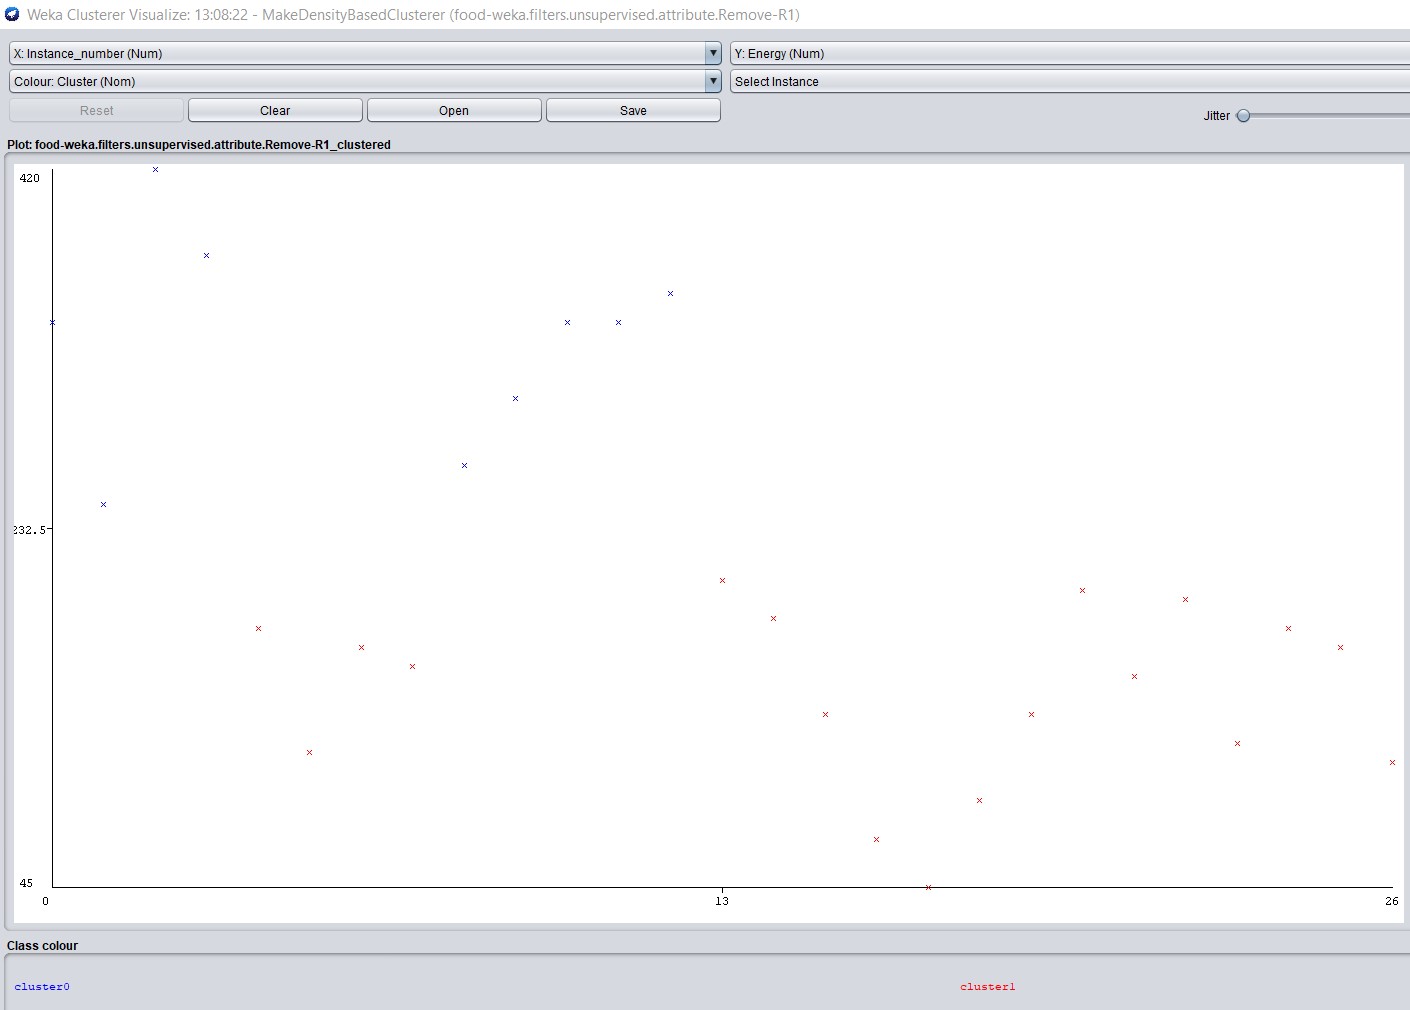 Weka Clusterer Visualize: 13:08:22 - MakeDensityBasedClusterer (food-weka.filters.unsupervised.attribute.Remove-R1)
X: Instance_number (Num)
Y: Energy (Num)
Colour: Cluster (Nom)
Select Instance
Reset
Clear
Open
Save
Jitter
Plot: food-weka.filters.unsupervised.attribute.Remove-R1_clustered
420
232.5
45
0
13
26
Class colour
cluster0
cluster1